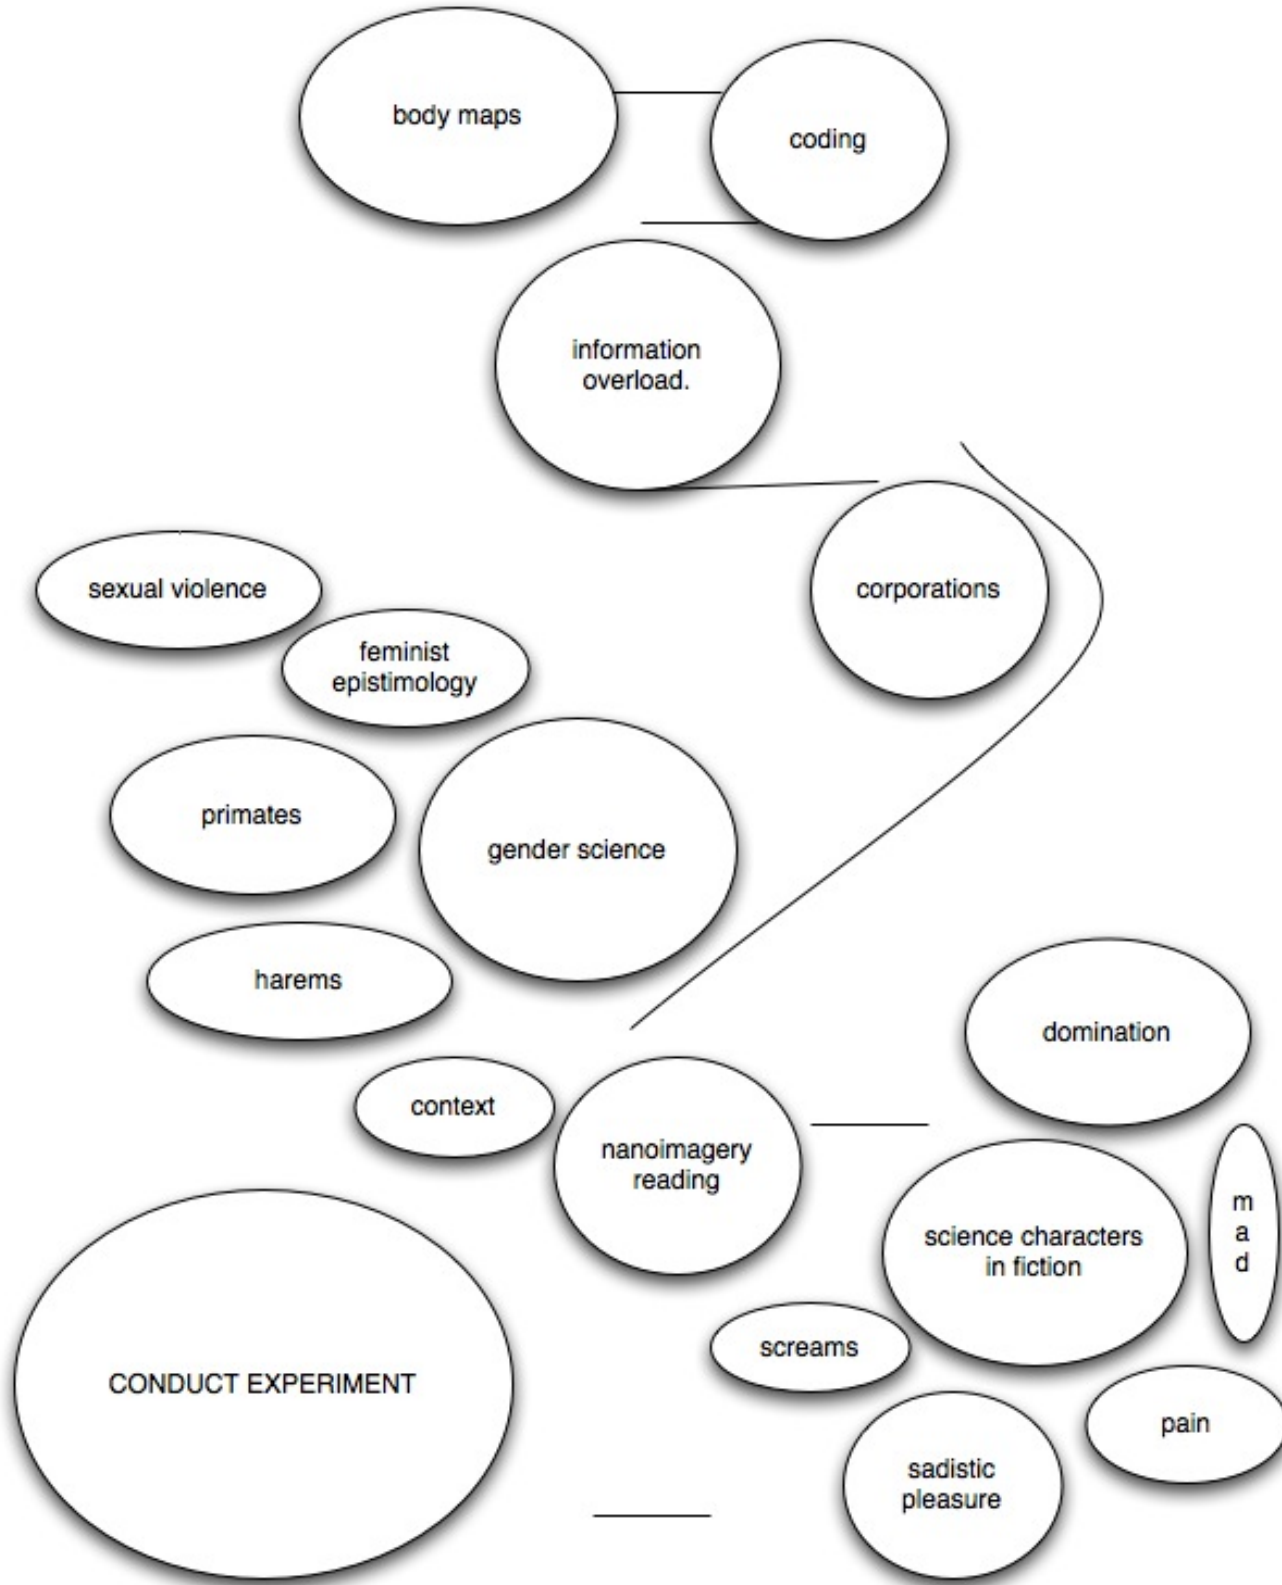 body maps
coding
information
overload.
corporations
sexual violence
feminist
epistimology
primates
gender science
harems
domination
context
nanoimagery
reading
m
a
d
science characters
in fiction
screams
CONDUCT EXPERIMENT
pain
sadistic
pleasure